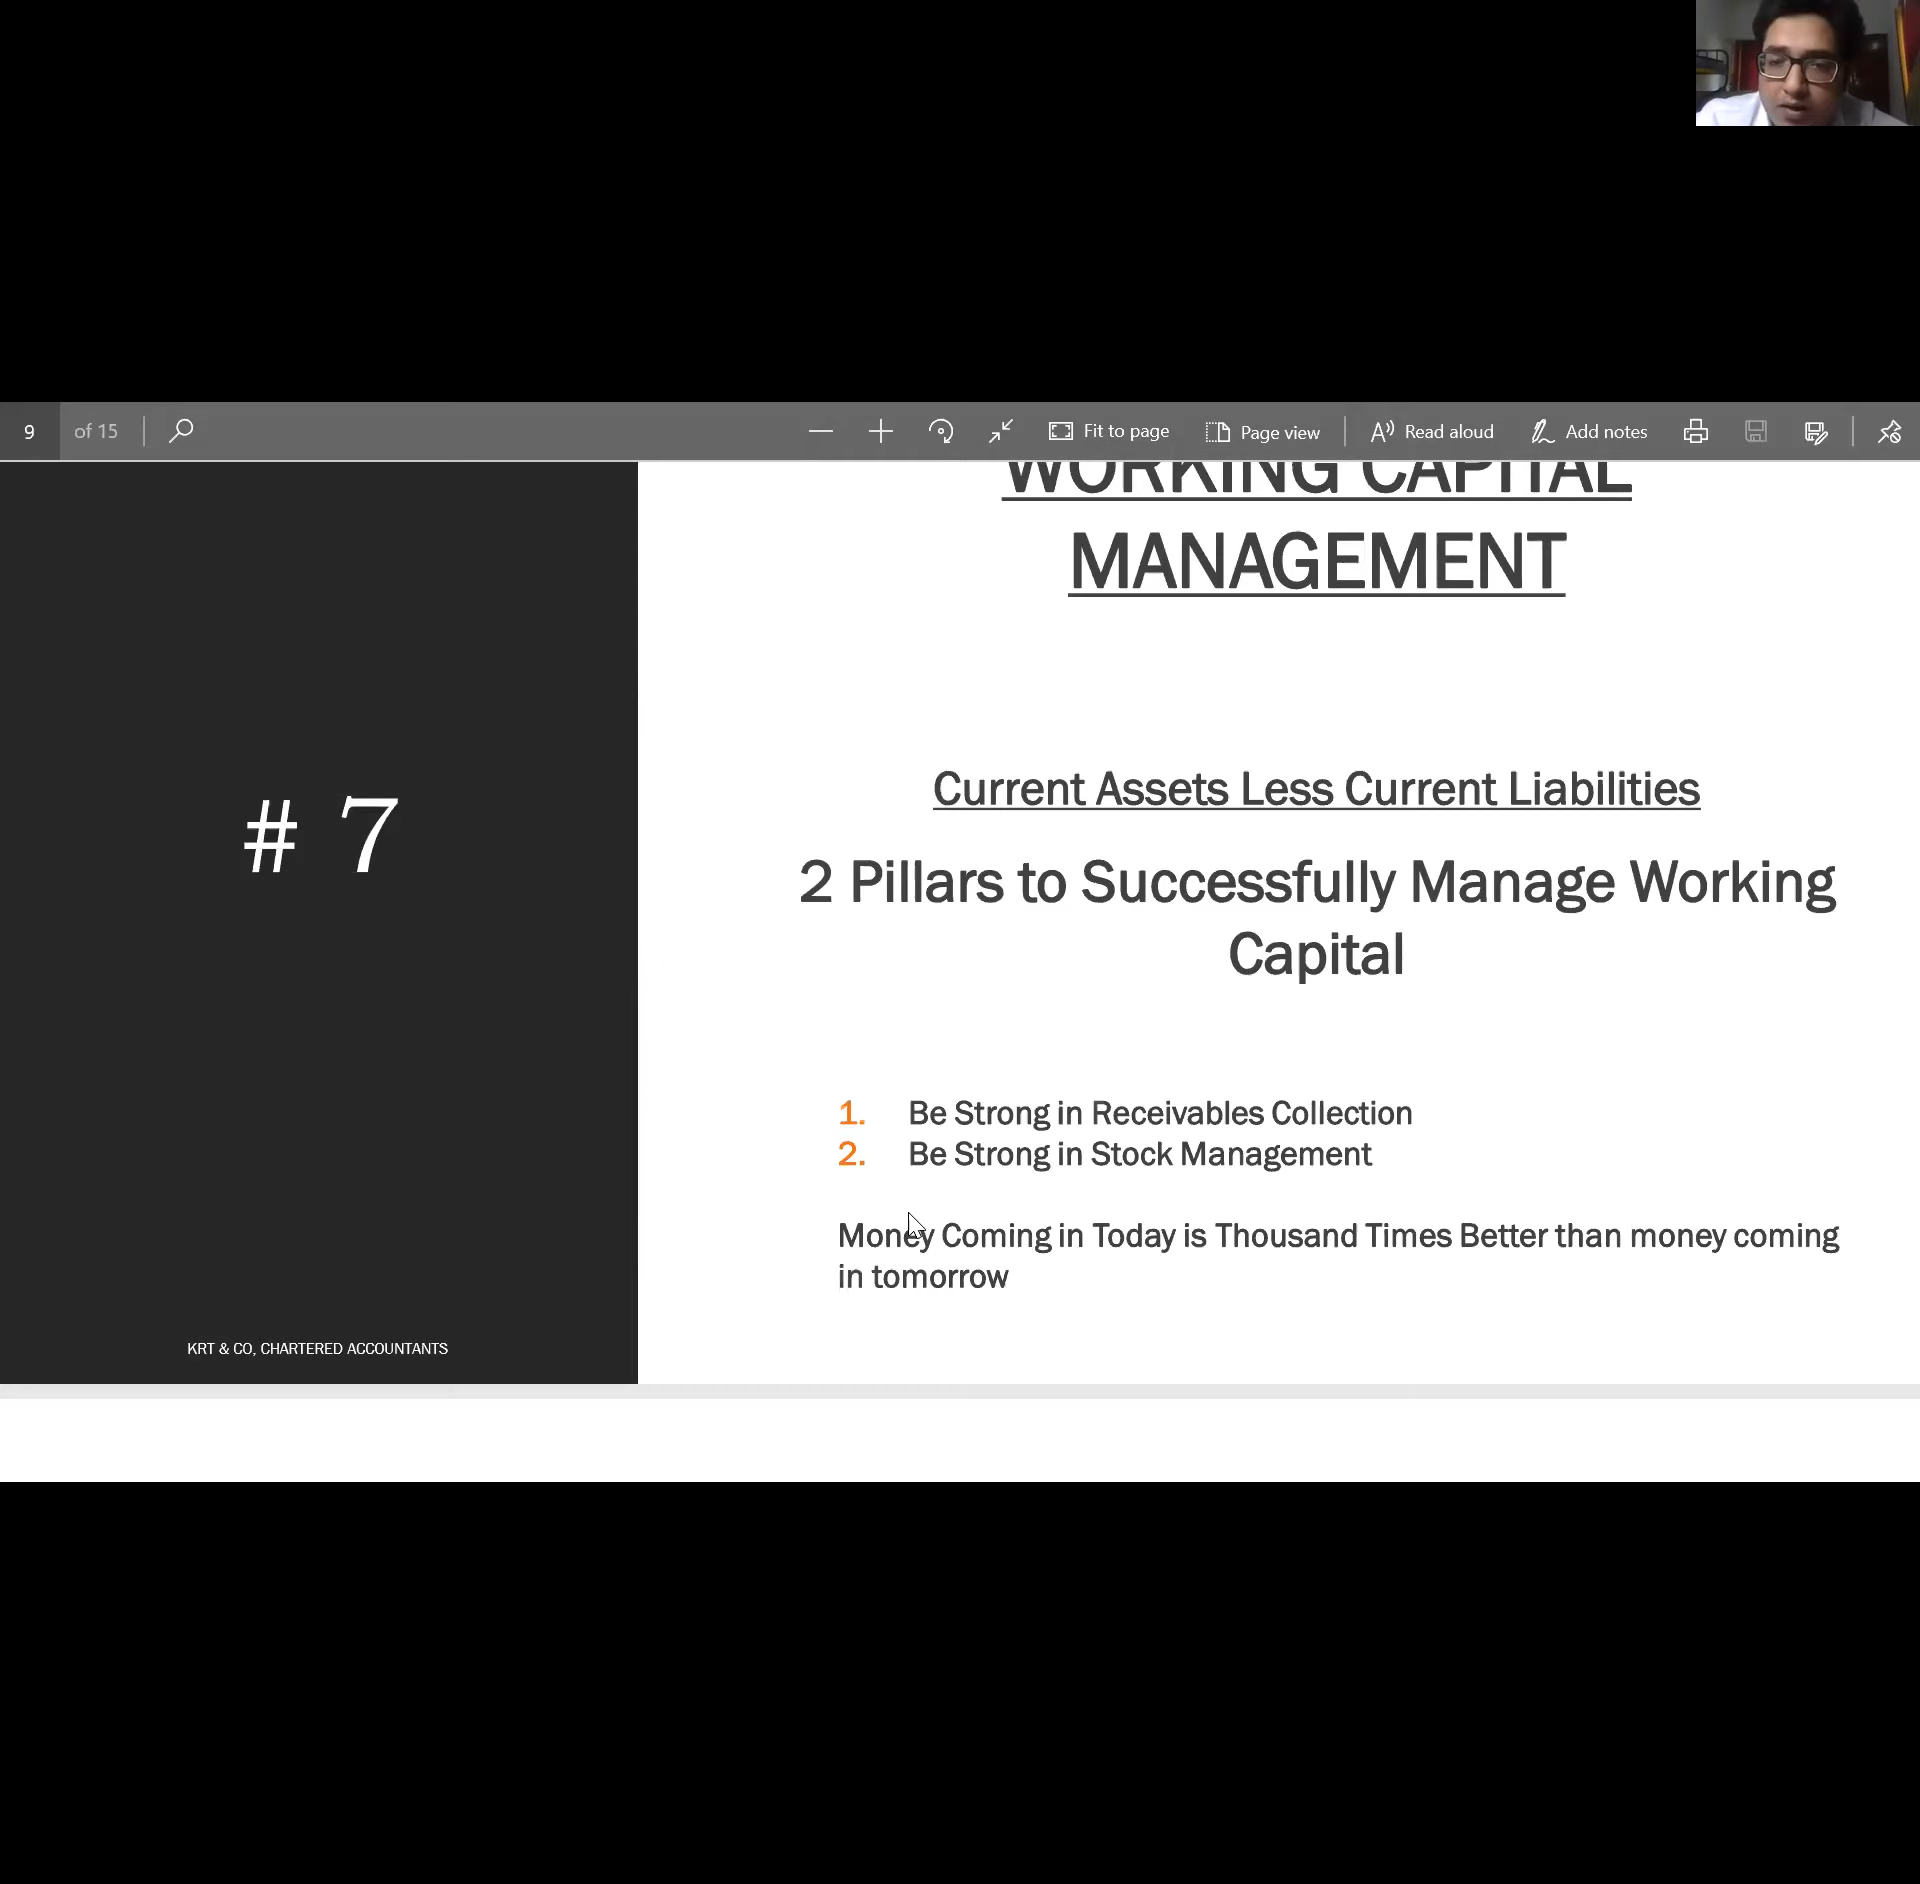 9 of 15 Fit to page Page view Read aloud Add notes
WORKING CAPITAL
MANAGEMENT
# 7
Current Assets Less Current Liabilities
2 Pillars to Successfully Manage Working
Capital
1. Be Strong in Receivables Collection
2. Be Strong in Stock Management
Money Coming in Today is Thousand Times Better than money coming
in tomorrow
KRT & CO, CHARTERED ACCOUNTANTS